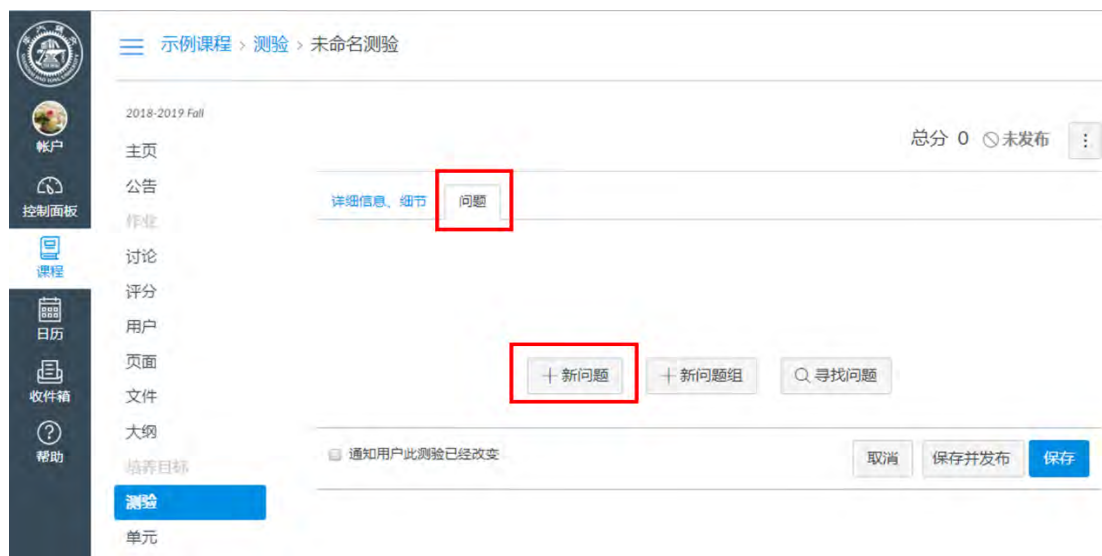 示例课程 › 测验 › 未命名测验
帐户
控制面板
课程
日历
收件箱
帮助
2018-2019 Fall
主页
公告
作业
讨论
评分
用户
页面
文件
大纲
培养目标
测验
单元
总分 0 未发布
详细信息、细节 问题
新问题 新问题组 寻找问题
通知用户此测验已经改变
取消 保存并发布 保存